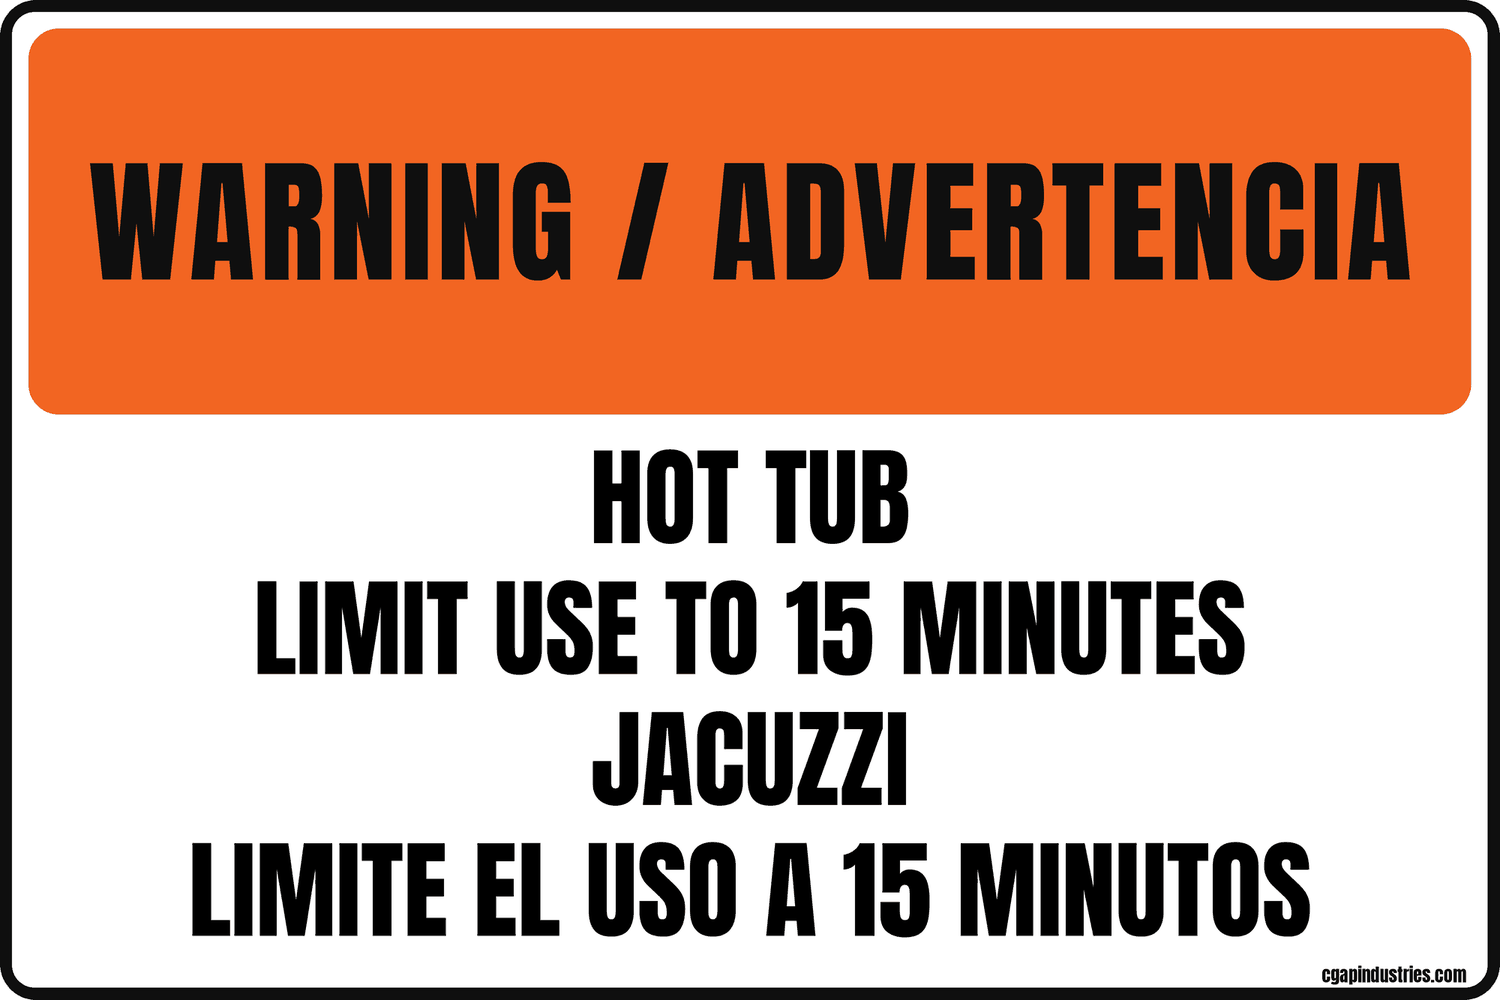 WARNING / ADVERTENCIA
HOT TUB
LIMIT USE TO 15 MINUTES
JACUZZI
LIMITE EL USO A 15 MINUTOS
cgapindustries.com